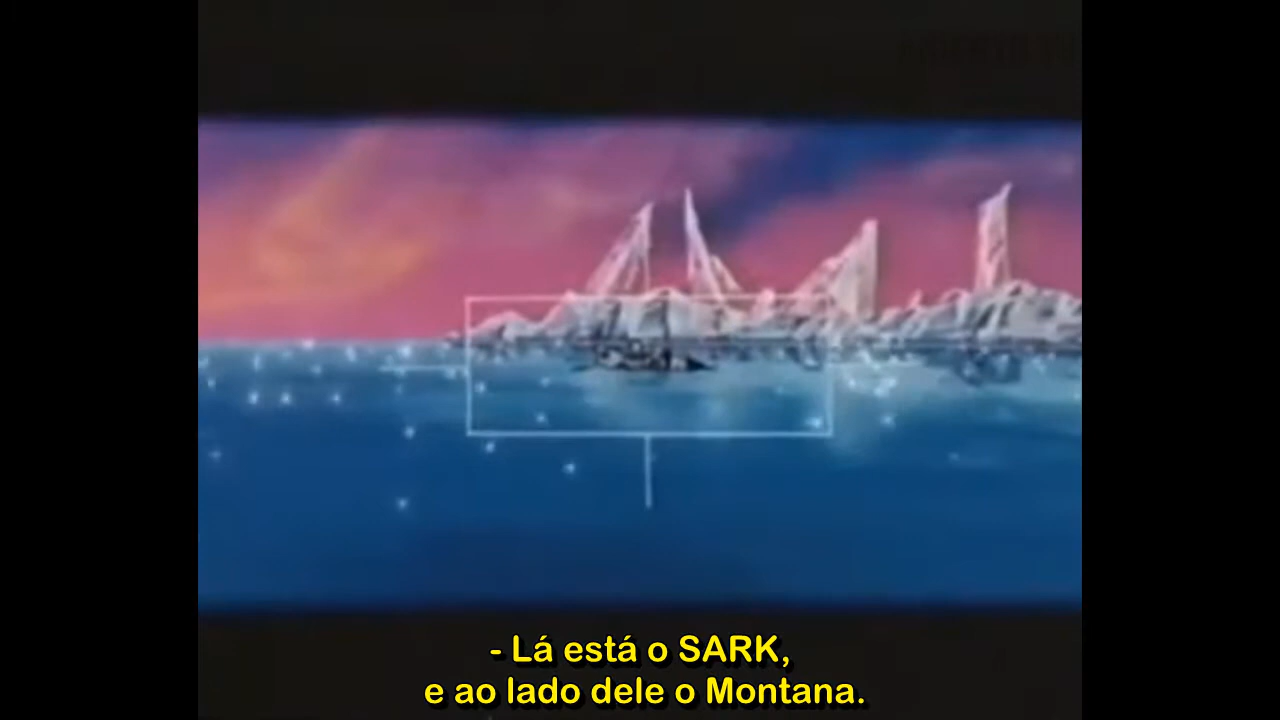 - Lá está o SARK,
e ao lado dele o Montana.